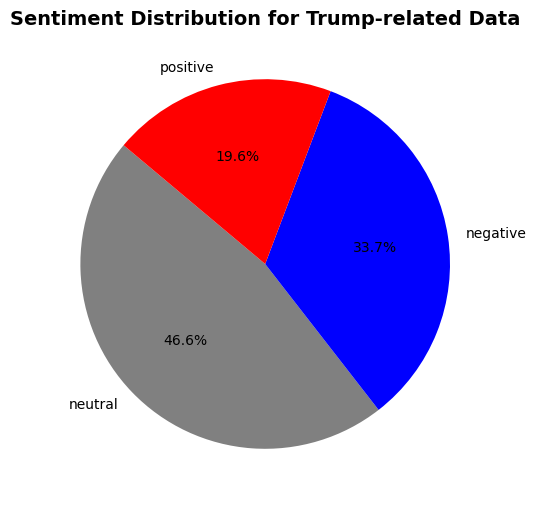 Sentiment Distribution for Trump-related Data
positive
19.6%
negative
33.7%
46.6%
neutral